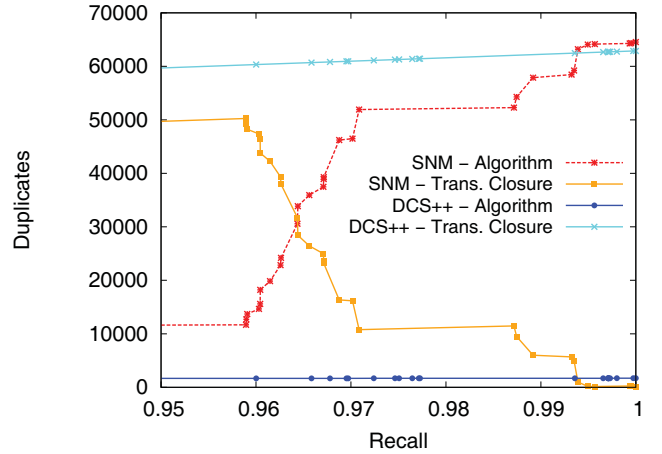 70000
60000
50000
40000
30000
20000
10000
0
Duplicates
SNM – Algorithm
SNM – Trans. Closure
DCS++ – Algorithm
DCS++ – Trans. Closure
0.95 0.96 0.97 0.98 0.99 1
Recall